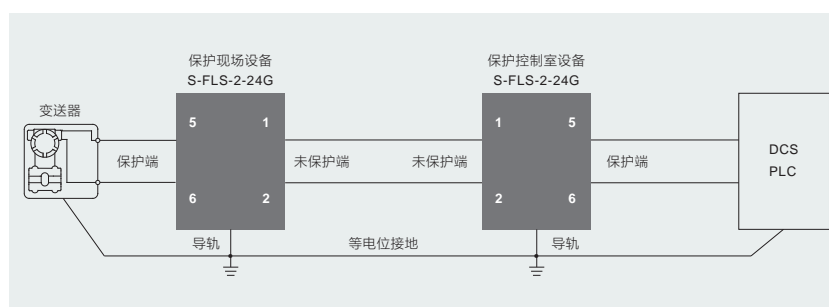 保护现场设备
S-FLS-2-24G
保护控制室设备
S-FLS-2-24G
变送器
5 1
1 5
保护端
未保护端
未保护端
保护端
DCS
PLC
6 2
2 6
导轨
等电位接地
导轨